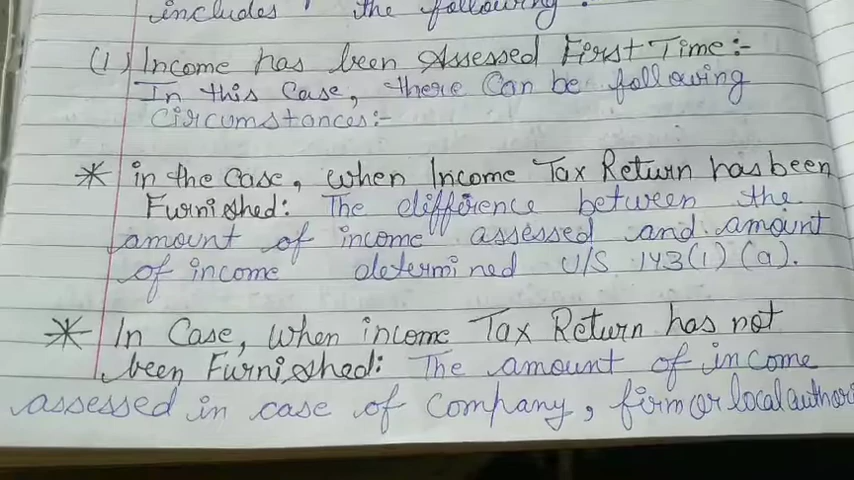 includes the following:
(1) Income has been Assessed First Time:-
In this Case, there Can be following
Circumstances:-
* in the Case, when Income Tax Return has been
Furnished: The difference between the
amount of income assessed and amount
of income determined U/S 143(1)(a).
* In Case, When income Tax Return has not
been Furnished: The amount of income
assessed in case of Company, firm or local authori